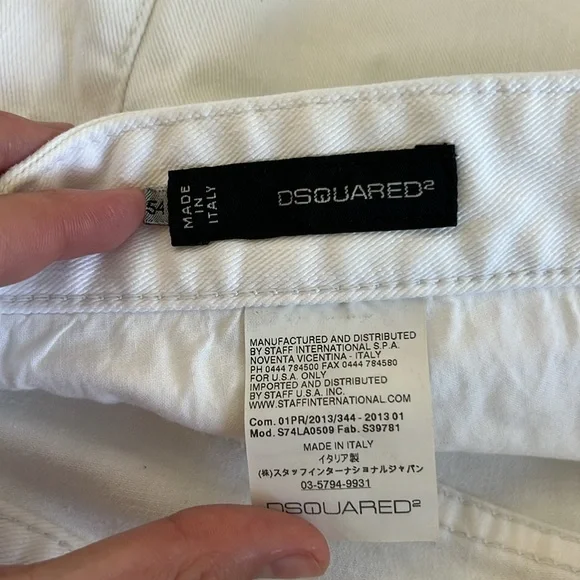 54
MADE
IN
ITALY
DSQUARED²
MANUFACTURED AND DISTRIBUTED
BY STAFF INTERNATIONAL S.P.A.
NOVENTA VICENTINA - ITALY
PH 0444 784500 FAX 0444 784580
FOR U.S.A. ONLY
IMPORTED AND DISTRIBUTED
BY STAFF U.S.A. INC.
WWW.STAFFINTERNATIONAL.COM
Com. 01PR/2013/344 - 2013 01
Mod. S74LA0509 Fab. S39781
MADE IN ITALY
イタリア製
(株)スタッフインターナショナルジャパン
03-5794-9931
DSQUARED²